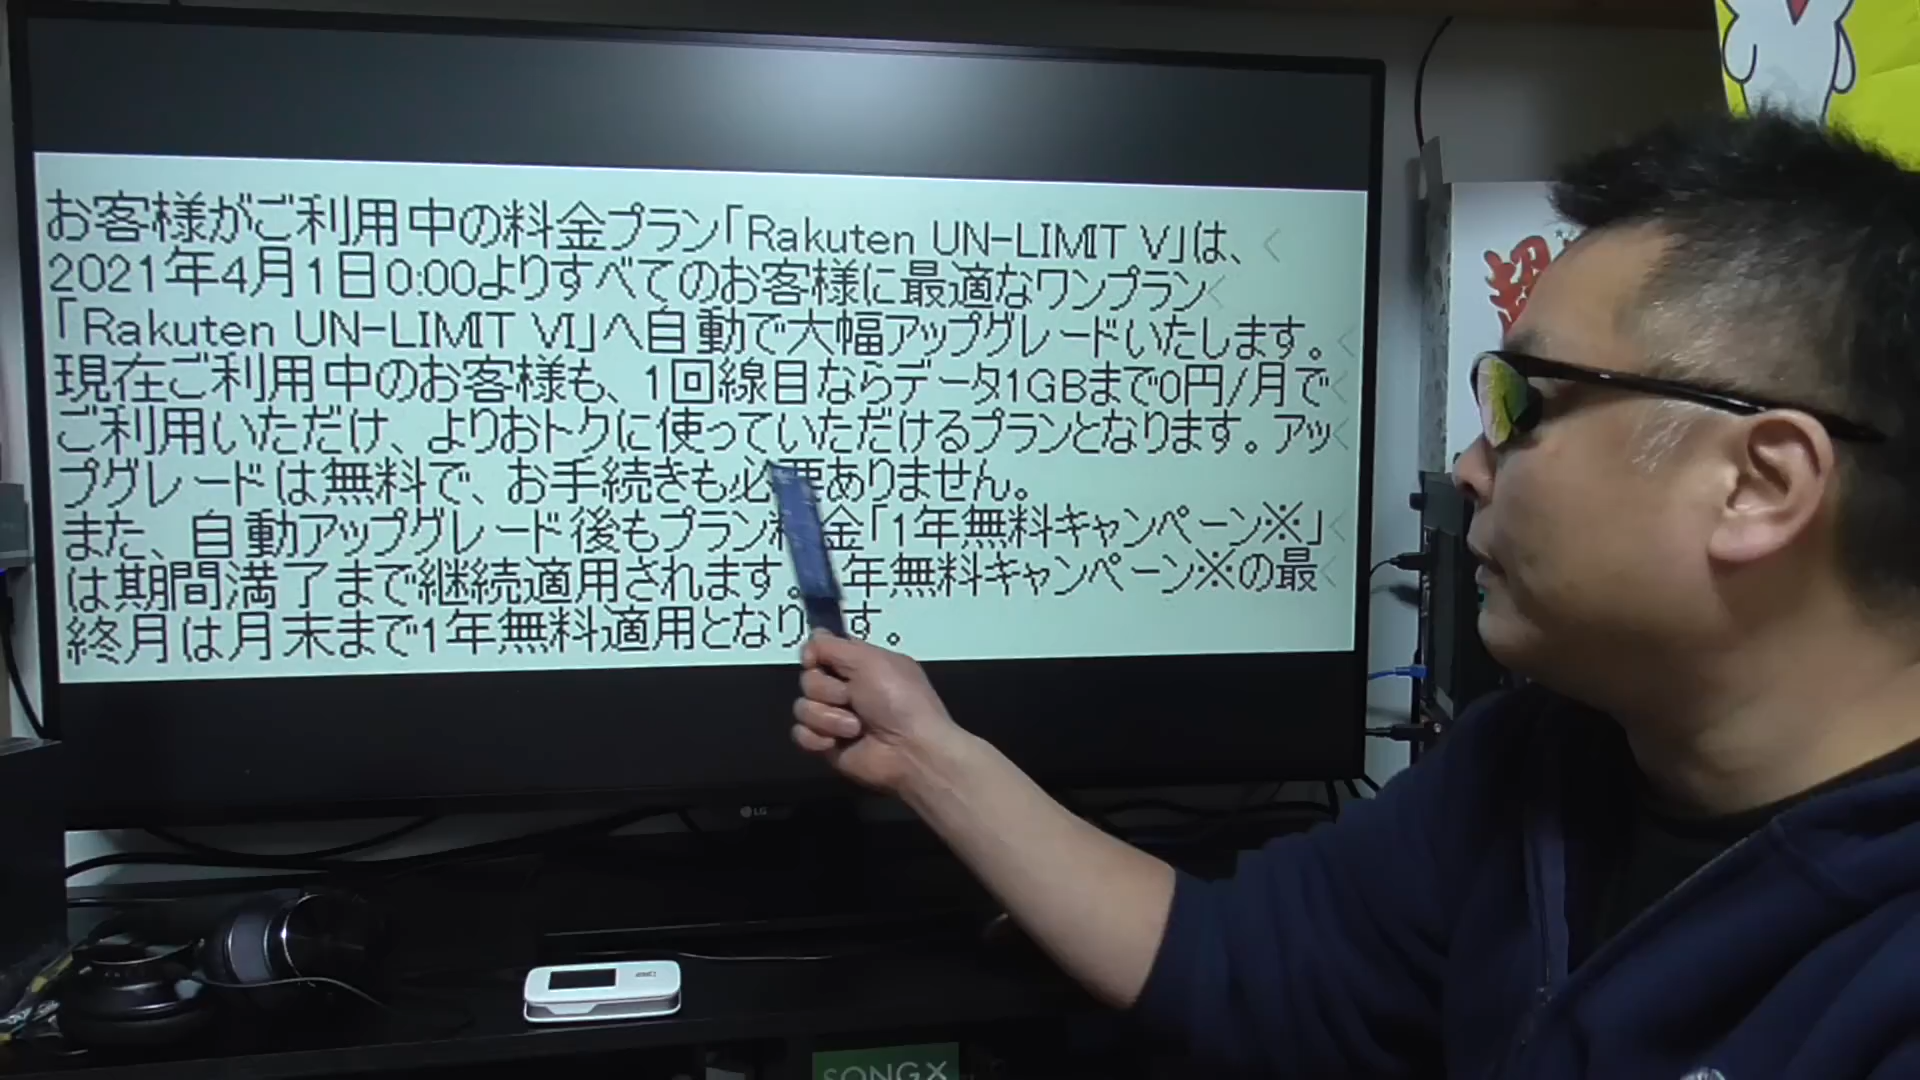 お客様がご利用中の料金プラン「Rakuten UN-LIMIT V」は、
2021年4月1日0:00よりすべてのお客様に最適なワンプラン
「Rakuten UN-LIMIT VI」へ自動で大幅アップグレードいたします。
現在ご利用中のお客様も、1回線目ならデータ1GBまで0円/月で
ご利用いただけ、よりおトクに使っていただけるプランとなります。アッ
プグレードは無料で、お手続きも必要ありません。
また、自動アップグレード後もプラン料金「1年無料キャンペーン※」
は期間満了まで継続適用されます。年無料キャンペーン※の最
終月は月末まで1年無料適用となります。
LG
SONGX